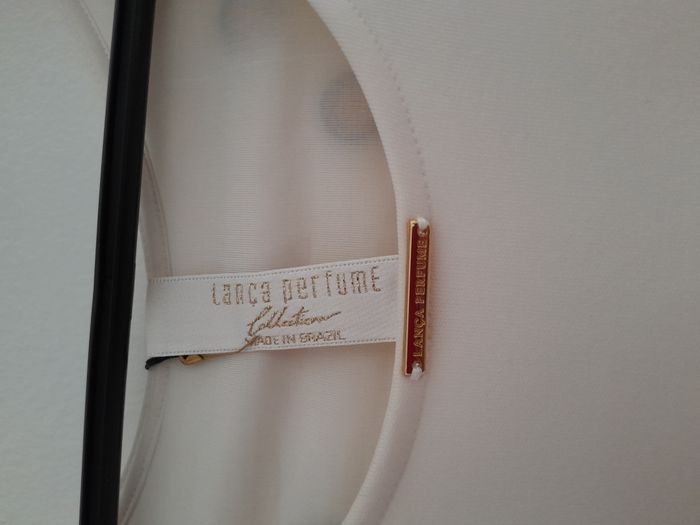 lança perfumE
Collection
MADE IN BRAZIL
LANÇA PERFUME